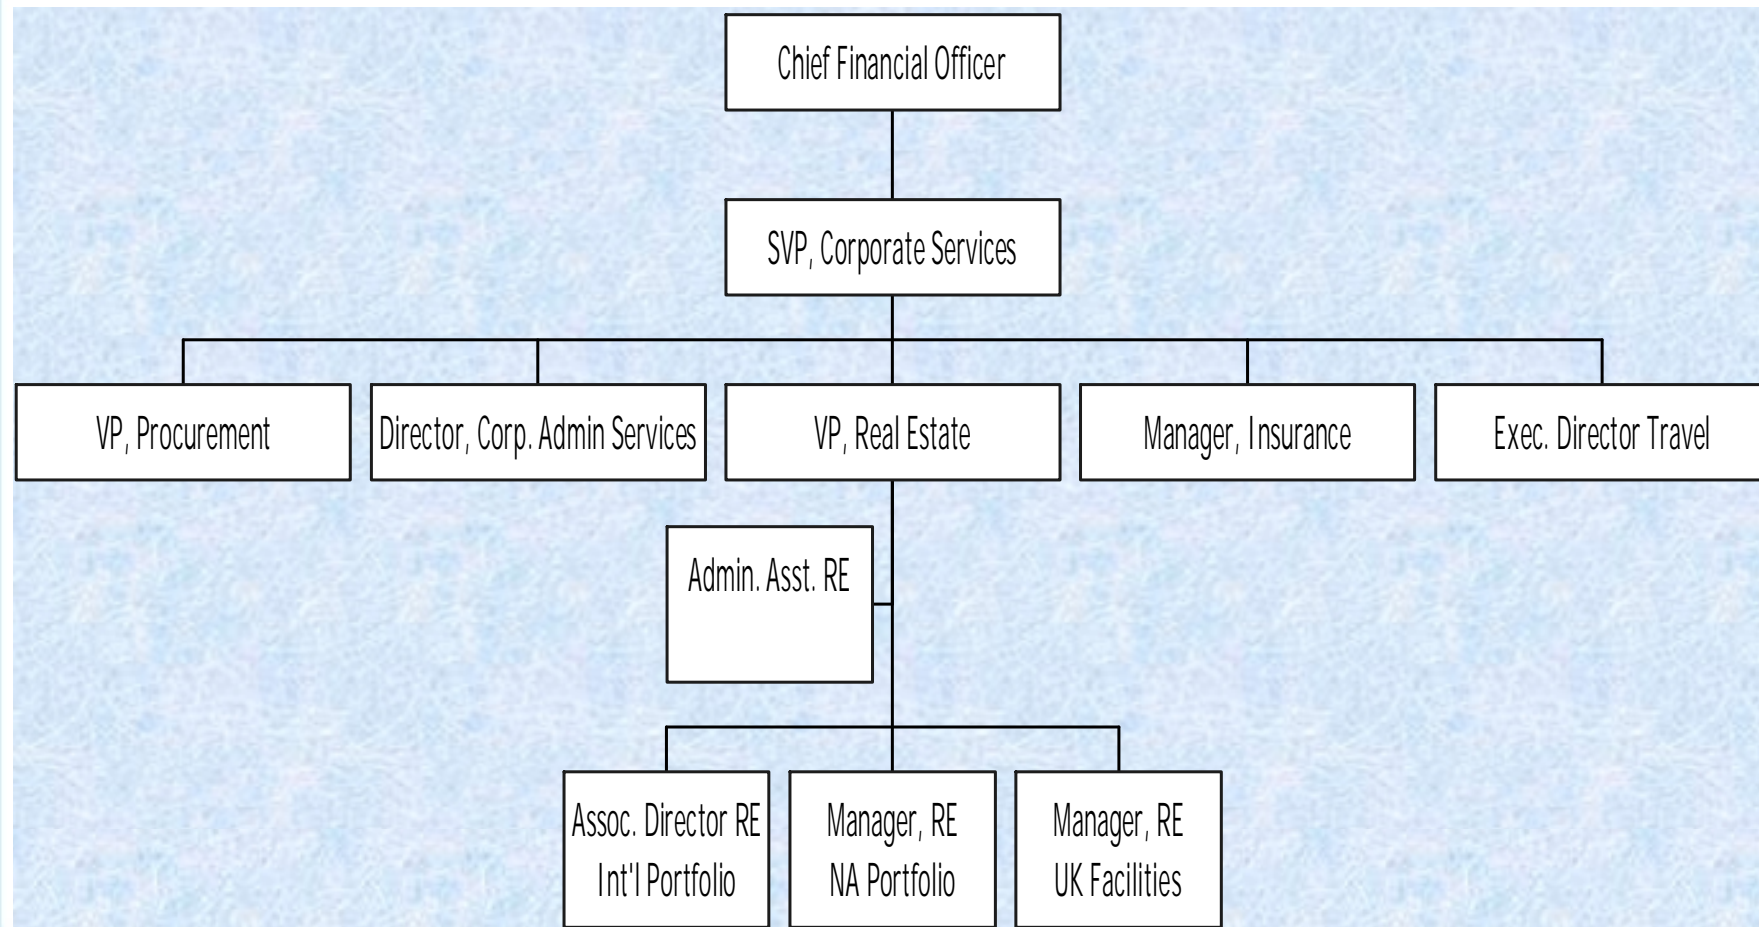 Chief Financial Officer
SVP, Corporate Services
VP, Procurement
Director, Corp. Admin Services
VP, Real Estate
Manager, Insurance
Exec. Director Travel
Admin. Asst. RE
Assoc. Director RE
Int'l Portfolio
Manager, RE
NA Portfolio
Manager, RE
UK Facilities